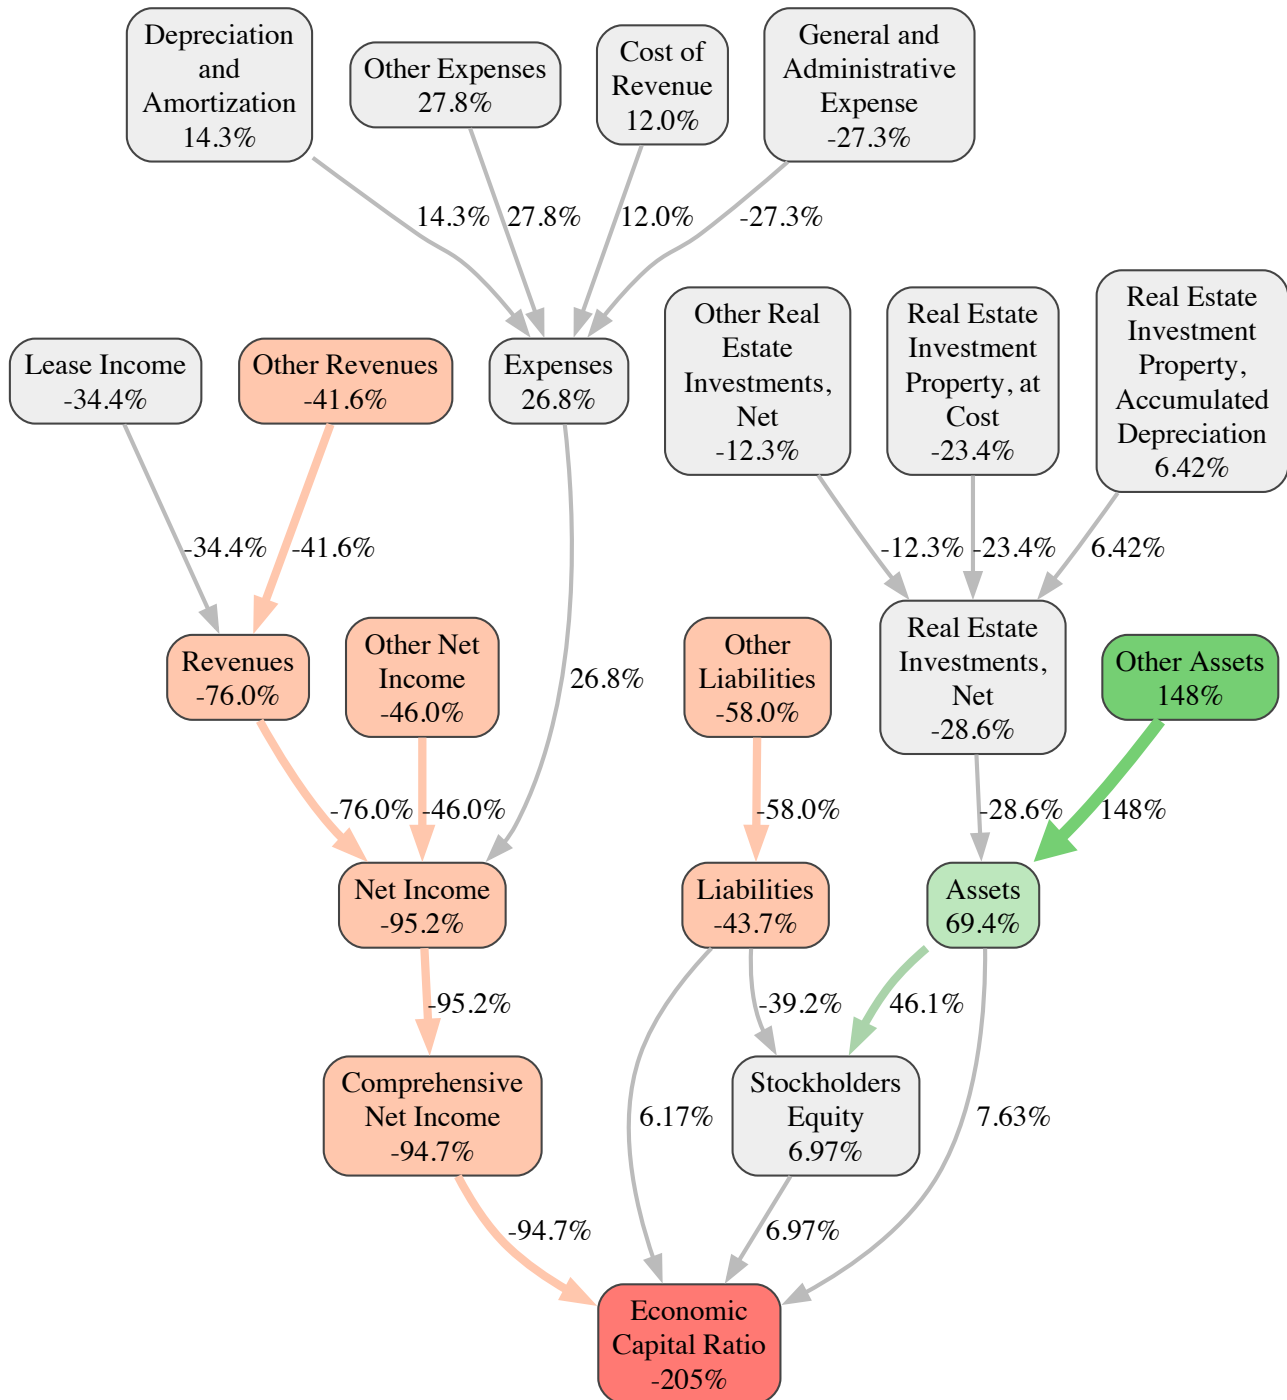 Depreciation
and
Amortization
14.3%
Other Expenses
27.8%
Cost of
Revenue
12.0%
General and
Administrative
Expense
-27.3%
14.3%
27.8%
12.0%
-27.3%
Lease Income
-34.4%
Other Revenues
-41.6%
Expenses
26.8%
Other Real
Estate
Investments,
Net
-12.3%
Real Estate
Investment
Property, at
Cost
-23.4%
Real Estate
Investment
Property,
Accumulated
Depreciation
6.42%
-34.4%
-41.6%
-12.3%
-23.4%
6.42%
Revenues
-76.0%
Other Net
Income
-46.0%
26.8%
Other
Liabilities
-58.0%
Real Estate
Investments,
Net
-28.6%
Other Assets
148%
-76.0%
-46.0%
-58.0%
-28.6%
148%
Net Income
-95.2%
Liabilities
-43.7%
Assets
69.4%
-95.2%
-39.2%
46.1%
Comprehensive
Net Income
-94.7%
6.17%
Stockholders
Equity
6.97%
7.63%
-94.7%
6.97%
Economic
Capital Ratio
-205%